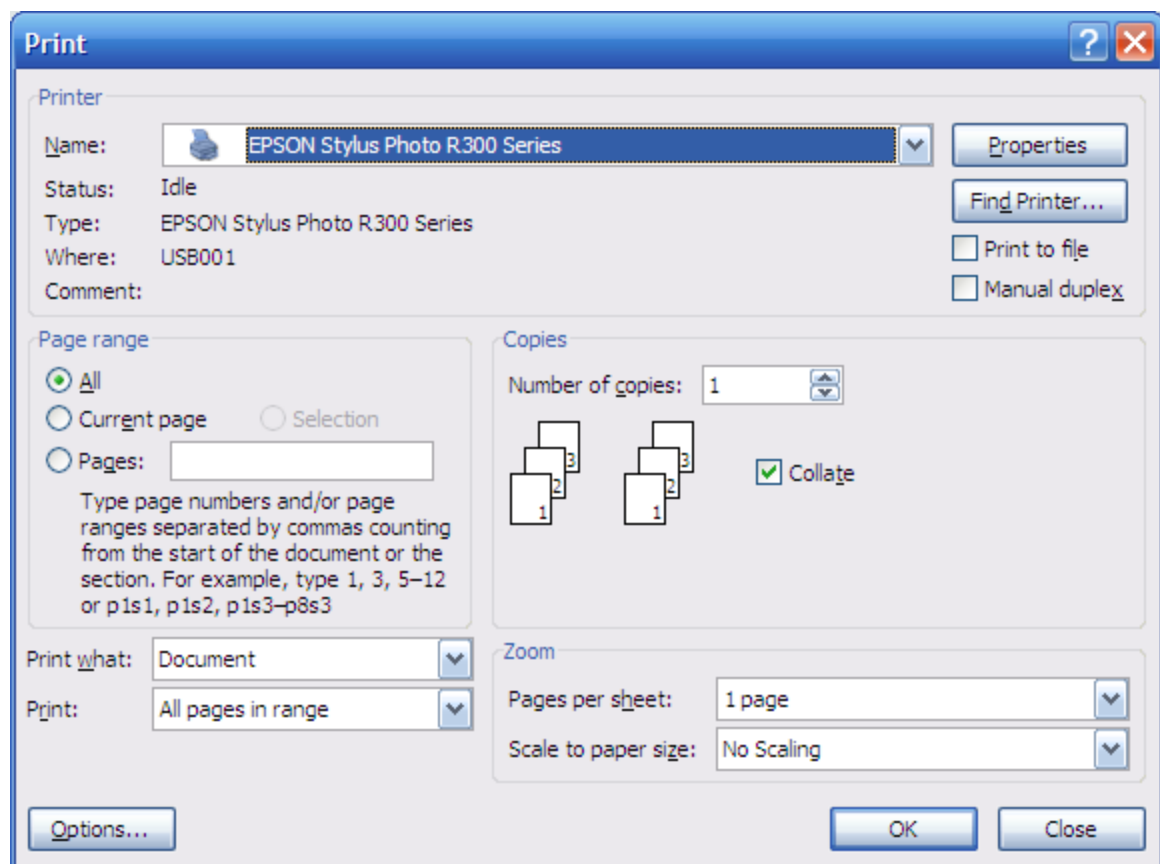 Print
Printer
Name: EPSON Stylus Photo R300 Series
Properties
Status: Idle
Find Printer...
Type: EPSON Stylus Photo R300 Series
Where: USB001
Print to file
Comment:
Manual duplex
Page range
All
Current page Selection
Pages:
Type page numbers and/or page
ranges separated by commas counting
from the start of the document or the
section. For example, type 1, 3, 5–12
or p1s1, p1s2, p1s3–p8s3
Copies
Number of copies: 1
3 3
2 2
1 1
Collate
Print what: Document
Print: All pages in range
Zoom
Pages per sheet: 1 page
Scale to paper size: No Scaling
Options...
OK
Close